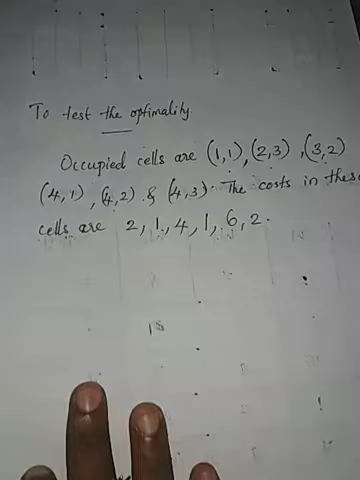 To test the optimality.
Occupied cells are (1,1), (2,3), (3,2)
(4,1), (4,2) & (4,3). The costs in these
cells are 2, 1, 4, 1, 6, 2.